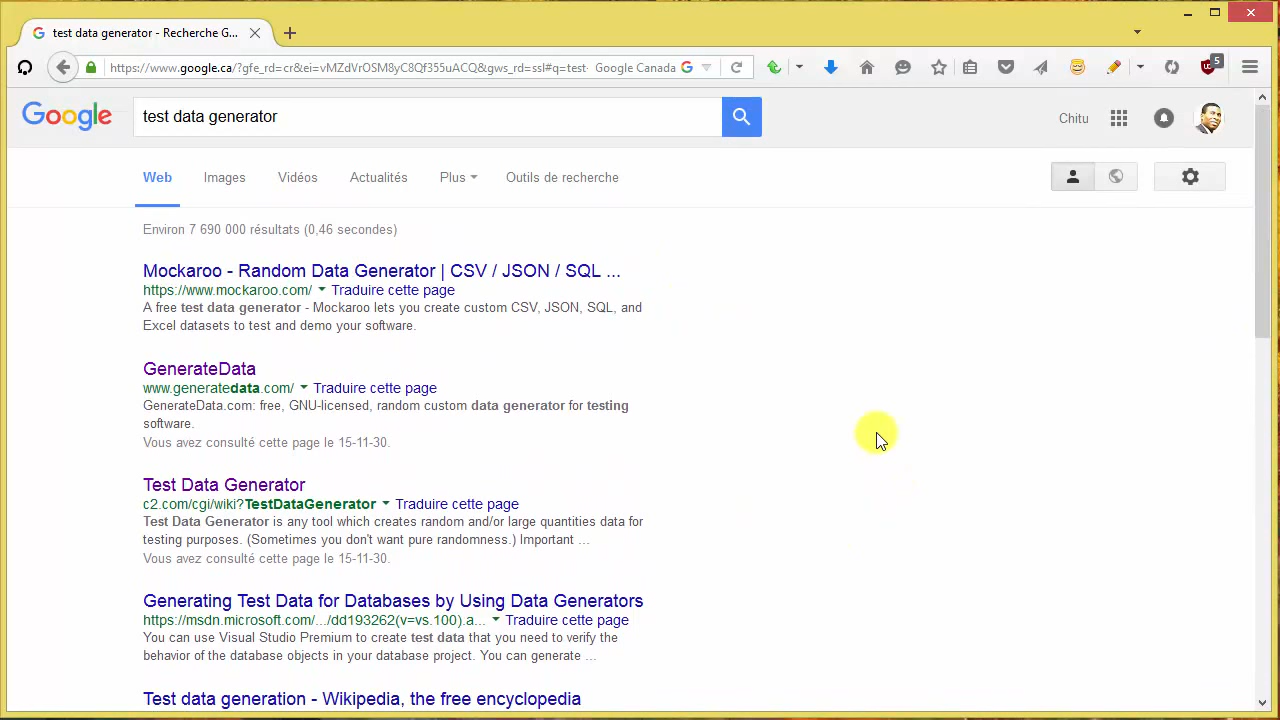 test data generator - Recherche G...
https://www.google.ca/?gfe_rd=cr&ei=vMZdVrOSM8yC8Qf355uACQ&gws_rd=ssl#q=test- Google Canada
5
Google test data generator Chitu
Web Images Vidéos Actualités Plus Outils de recherche
Environ 7 690 000 résultats (0,46 secondes)
Mockaroo - Random Data Generator | CSV / JSON / SQL ...
https://www.mockaroo.com/ Traduire cette page
A free test data generator - Mockaroo lets you create custom CSV, JSON, SQL, and
Excel datasets to test and demo your software.
GenerateData
www.generatedata.com/ Traduire cette page
GenerateData.com: free, GNU-licensed, random custom data generator for testing
software.
Vous avez consulté cette page le 15-11-30.
Test Data Generator
c2.com/cgi/wiki?TestDataGenerator Traduire cette page
Test Data Generator is any tool which creates random and/or large quantities data for
testing purposes. (Sometimes you don't want pure randomness.) Important ...
Vous avez consulté cette page le 15-11-30.
Generating Test Data for Databases by Using Data Generators
https://msdn.microsoft.com/.../dd193262(v=vs.100).a... Traduire cette page
You can use Visual Studio Premium to create test data that you need to verify the
behavior of the database objects in your database project. You can generate ...
Test data generation - Wikipedia, the free encyclopedia